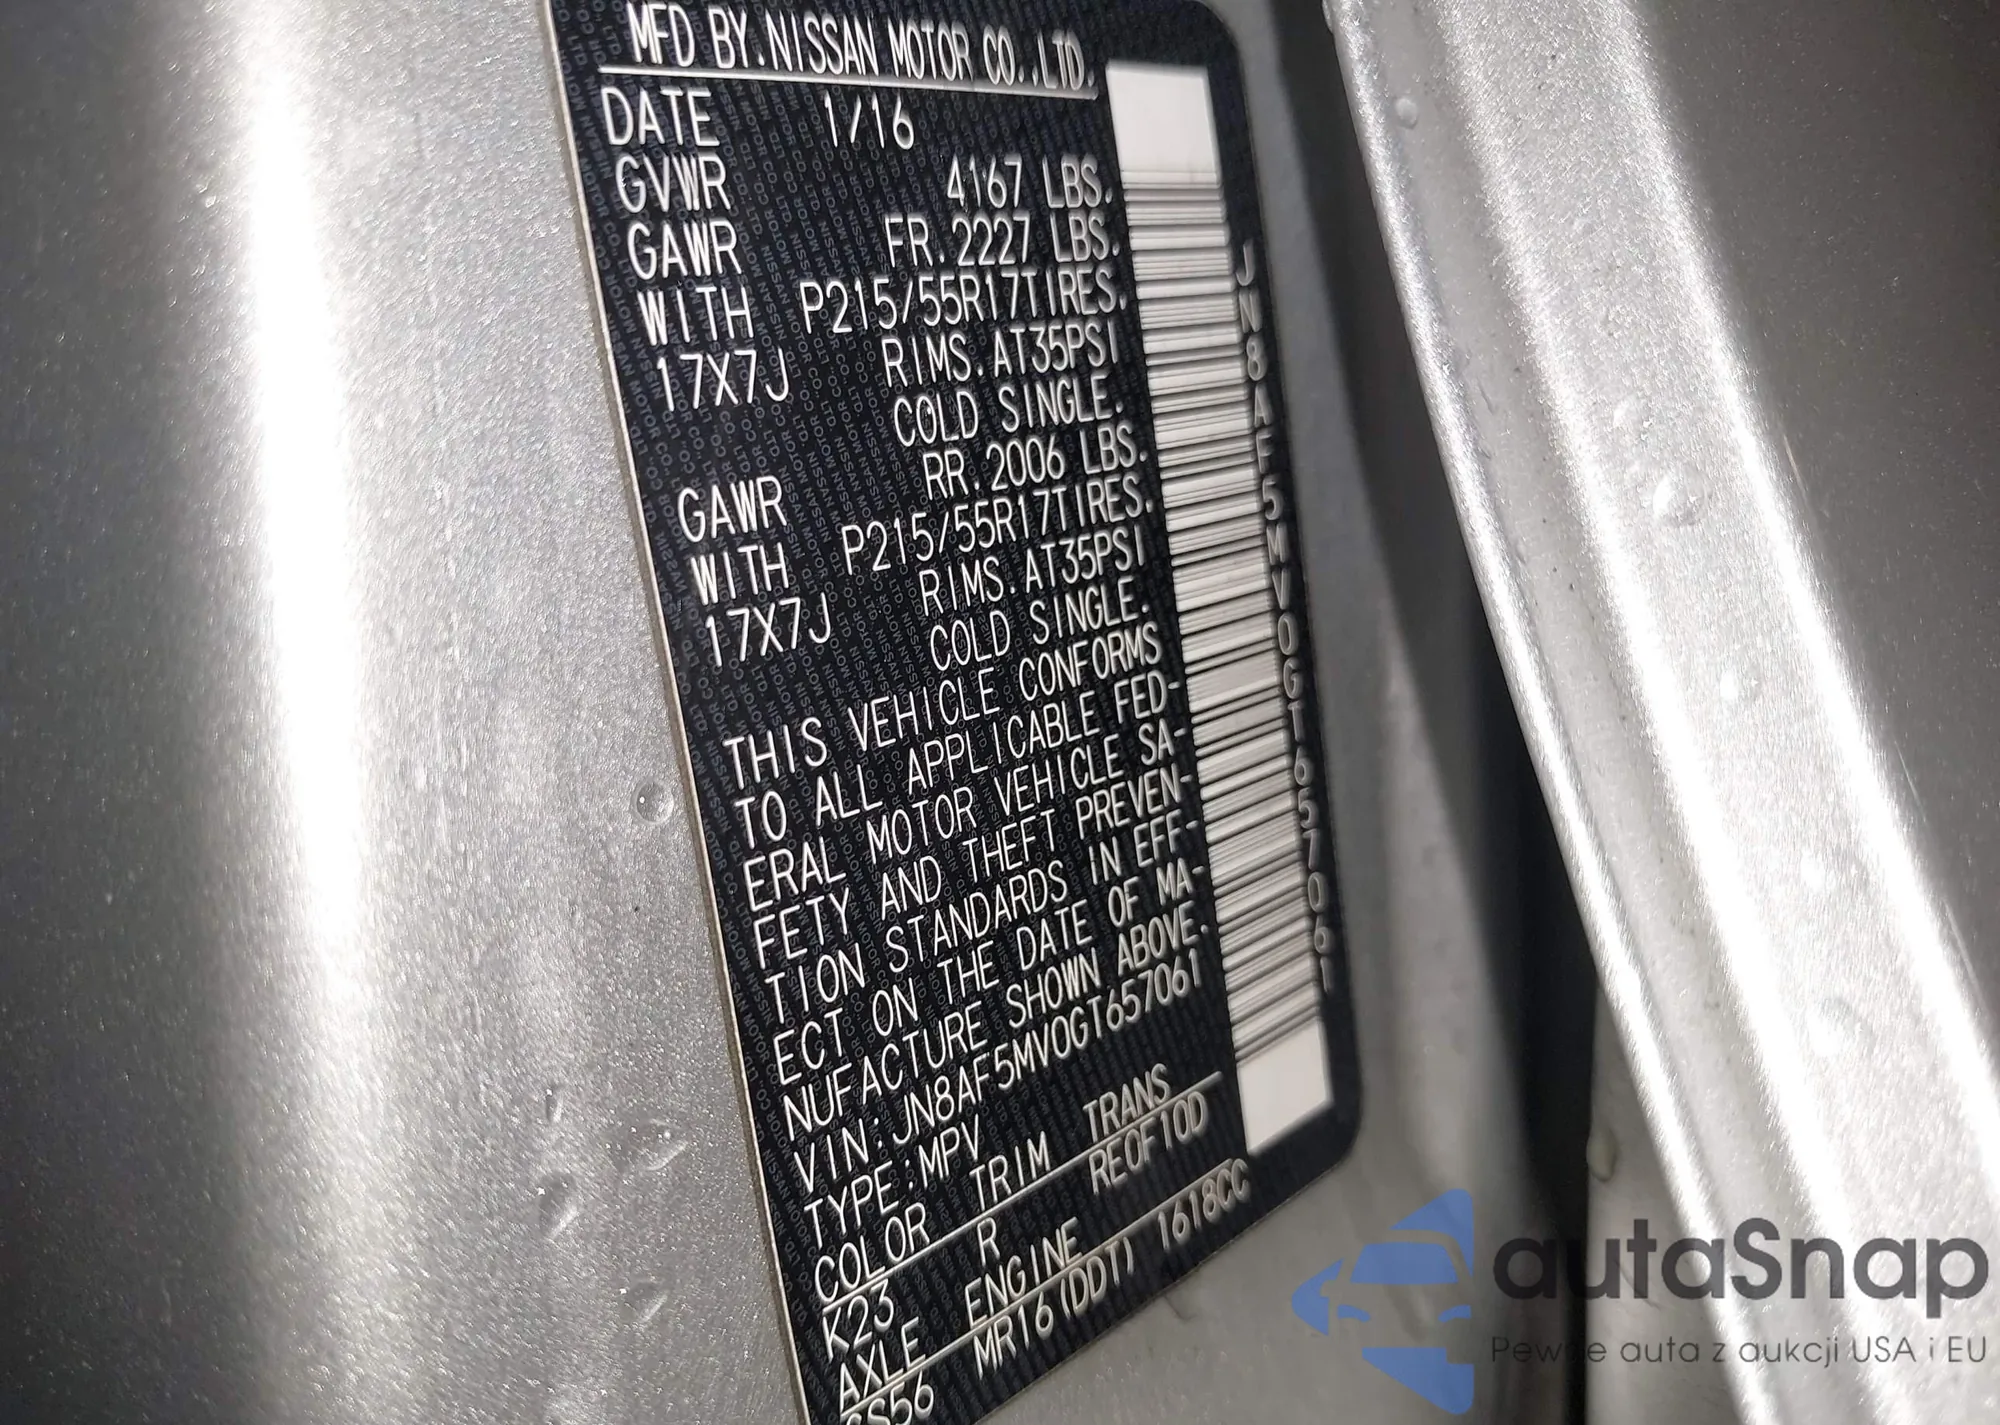 MFD BY.NISSAN MOTOR CO.,LTD.
DATE 1/16
GVWR 4167 LBS.
GAWR FR.2227 LBS.
WITH P215/55R17TIRES.
17X7J RIMS.AT35PSI
COLD SINGLE.
GAWR RR.2006 LBS.
WITH P215/55R17TIRES.
17X7J RIMS.AT35PSI
COLD SINGLE.
THIS VEHICLE CONFORMS
TO ALL APPLICABLE FED-
ERAL MOTOR VEHICLE SA-
FETY AND THEFT PREVEN-
TION STANDARDS IN EFF-
ECT ON THE DATE OF MA-
NUFACTURE SHOWN ABOVE.
VIN:JN8AF5MV0GT657061
TYPE:MPV
COLOR TRIM TRANS
K23 R RE0F10D
AXLE ENGINE
MR16(DDT) 1618CC
JN8AF5MV0GT657061
autaSnap
Pewne auta z aukcji USA i EU